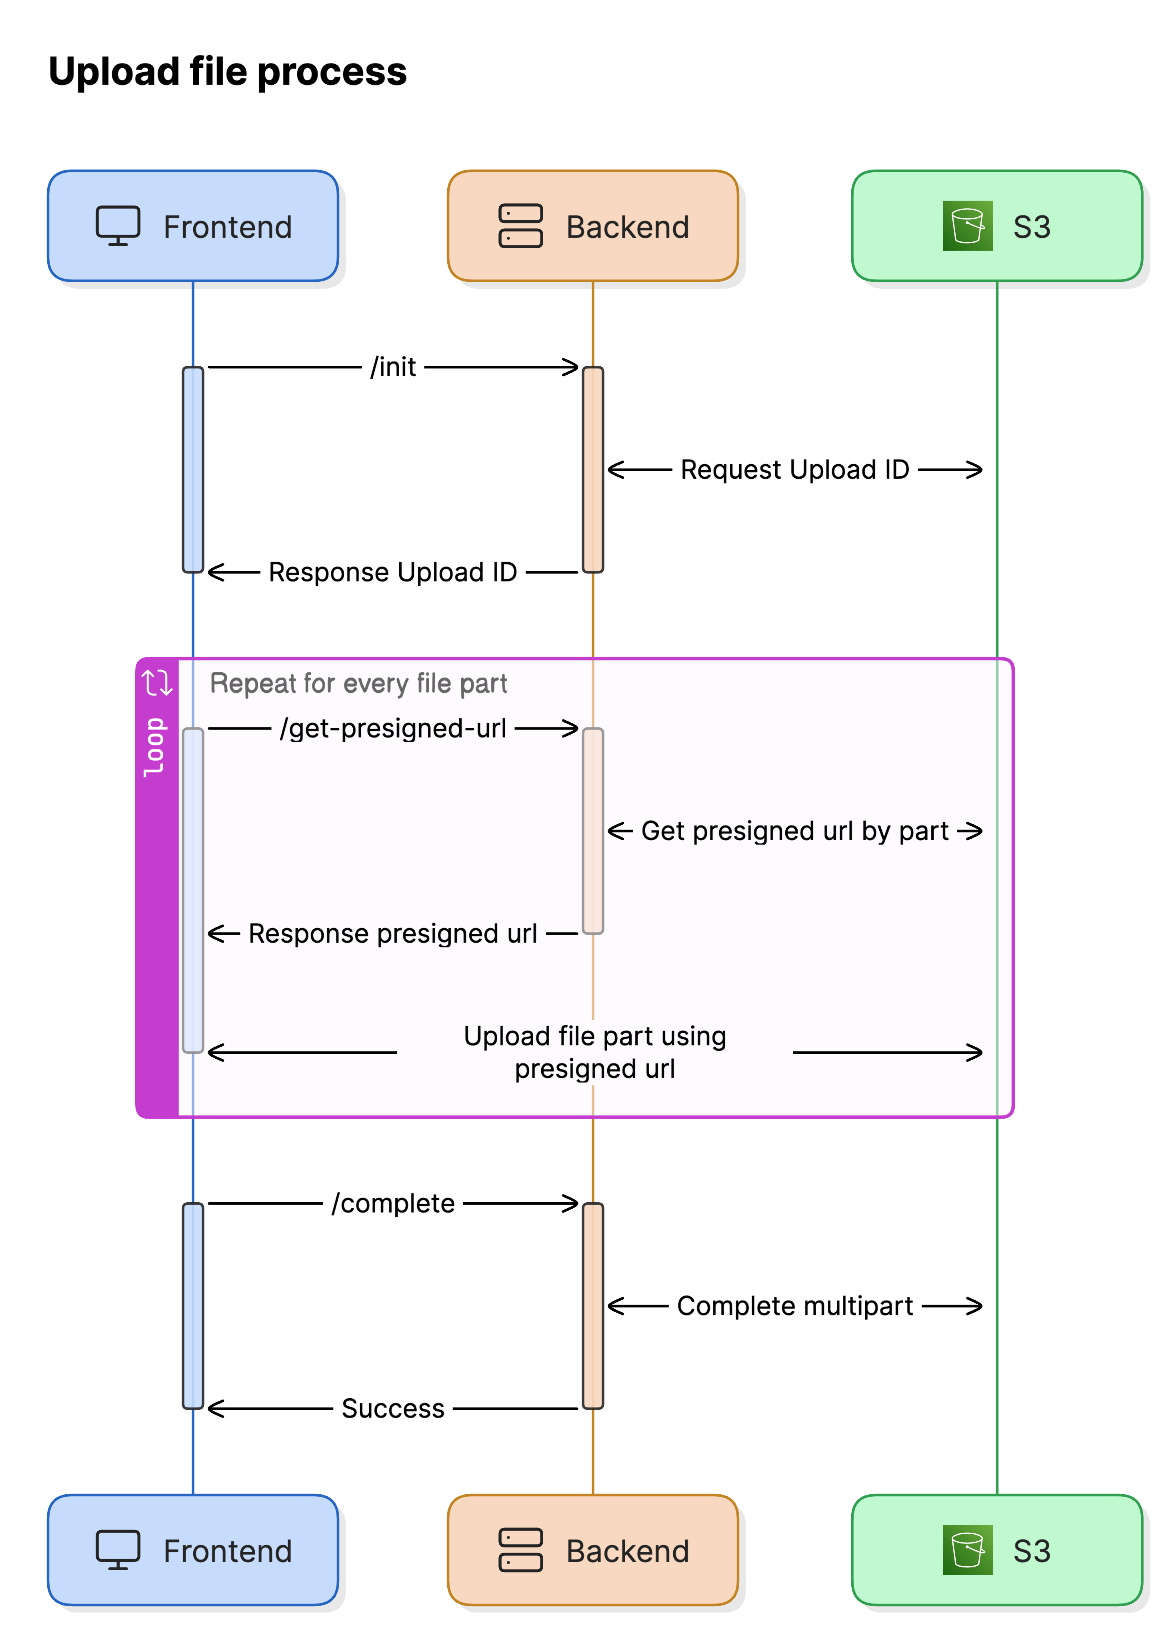 Upload file process
Frontend
Backend
S3
/init
Request Upload ID
Response Upload ID
loop
Repeat for every file part
/get-presigned-url
Get presigned url by part
Response presigned url
Upload file part using
presigned url
/complete
Complete multipart
Success
Frontend
Backend
S3